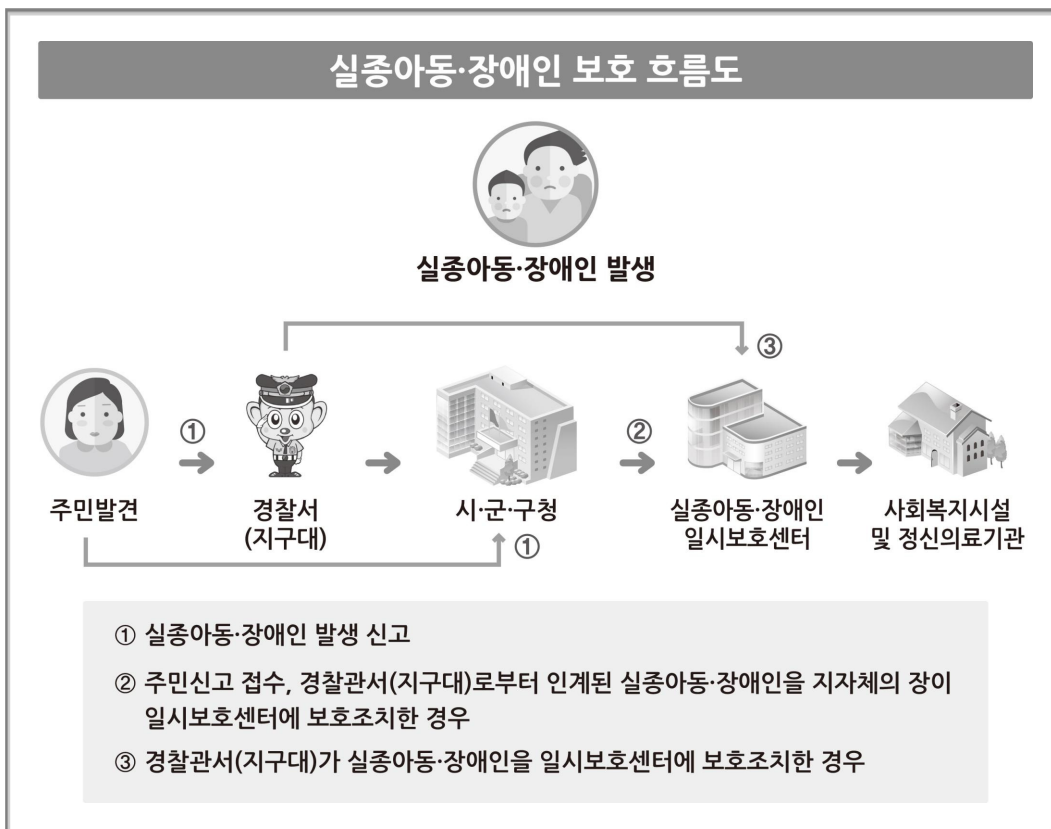 실종아동·장애인 보호 흐름도
실종아동·장애인 발생
③
①
②
주민발견
경찰서
(지구대)
시·군·구청
실종아동·장애인
일시보호센터
사회복지시설
및 정신의료기관
①
① 실종아동·장애인 발생 신고
② 주민신고 접수, 경찰관서(지구대)로부터 인계된 실종아동·장애인을 지자체의 장이
일시보호센터에 보호조치한 경우
③ 경찰관서(지구대)가 실종아동·장애인을 일시보호센터에 보호조치한 경우